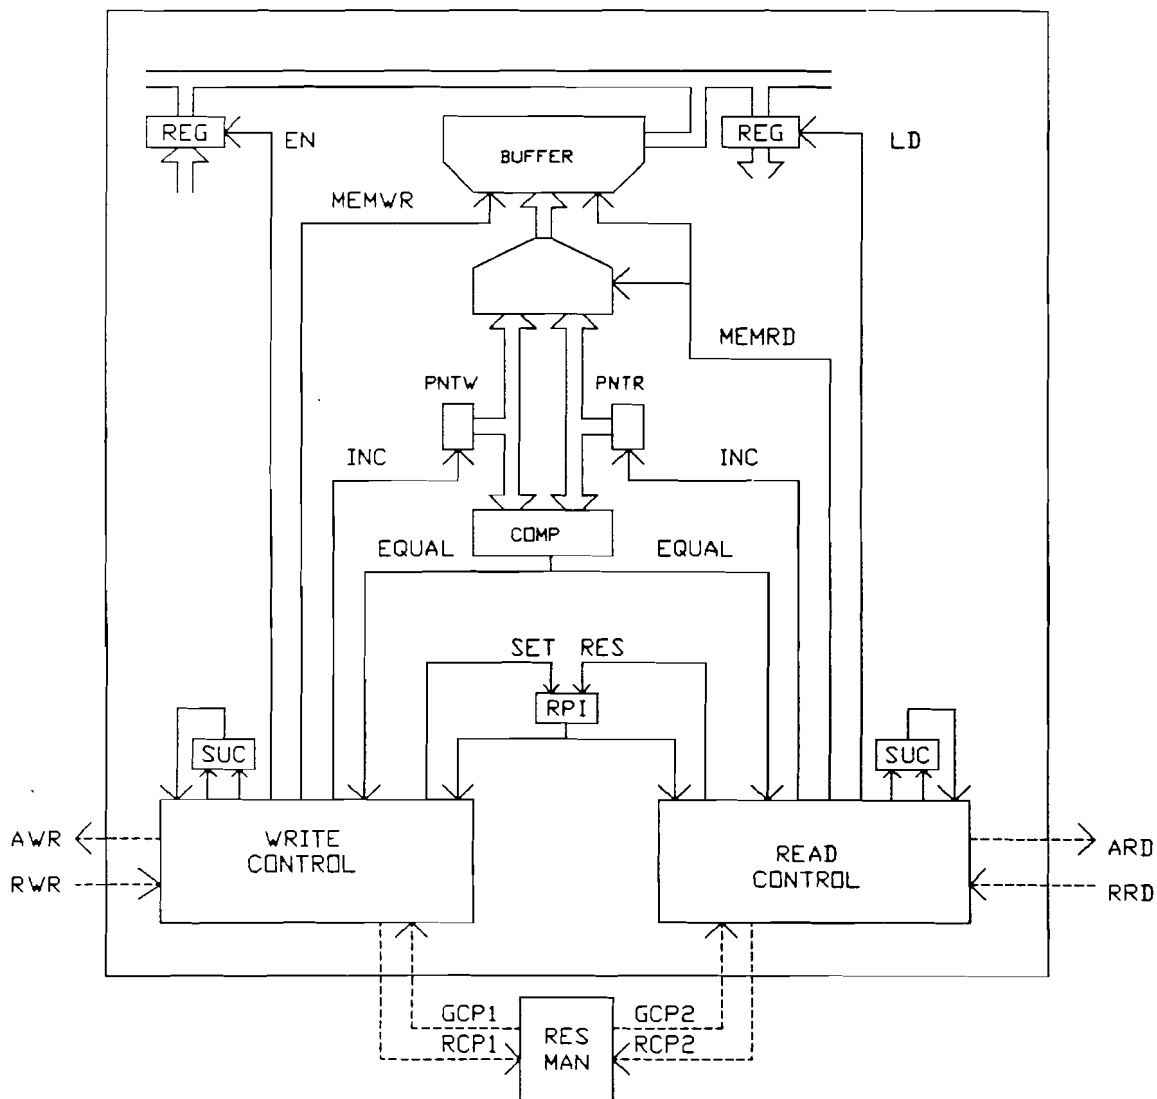 REG
EN
BUFFER
REG
LD
MEMWR
MEMRD
PNTW
PNTR
INC
INC
COMP
EQUAL
EQUAL
SET
RES
RPI
SUC
SUC
AWR
WRITE
CONTROL
RWR
READ
CONTROL
ARD
RRD
GCP1
GCP2
RCP1
RCP2
RES
MAN